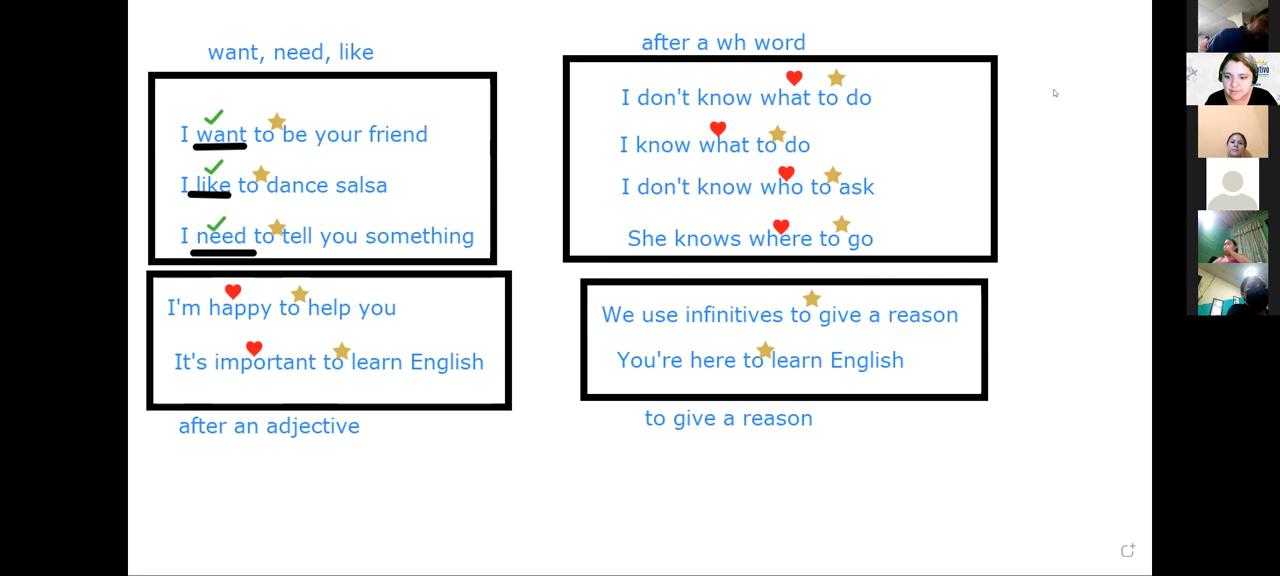 want, need, like
I want to be your friend
I like to dance salsa
I need to tell you something
I'm happy to help you
It's important to learn English
after an adjective
after a wh word
I don't know what to do
I know what to do
I don't know who to ask
She knows where to go
We use infinitives to give a reason
You're here to learn English
to give a reason